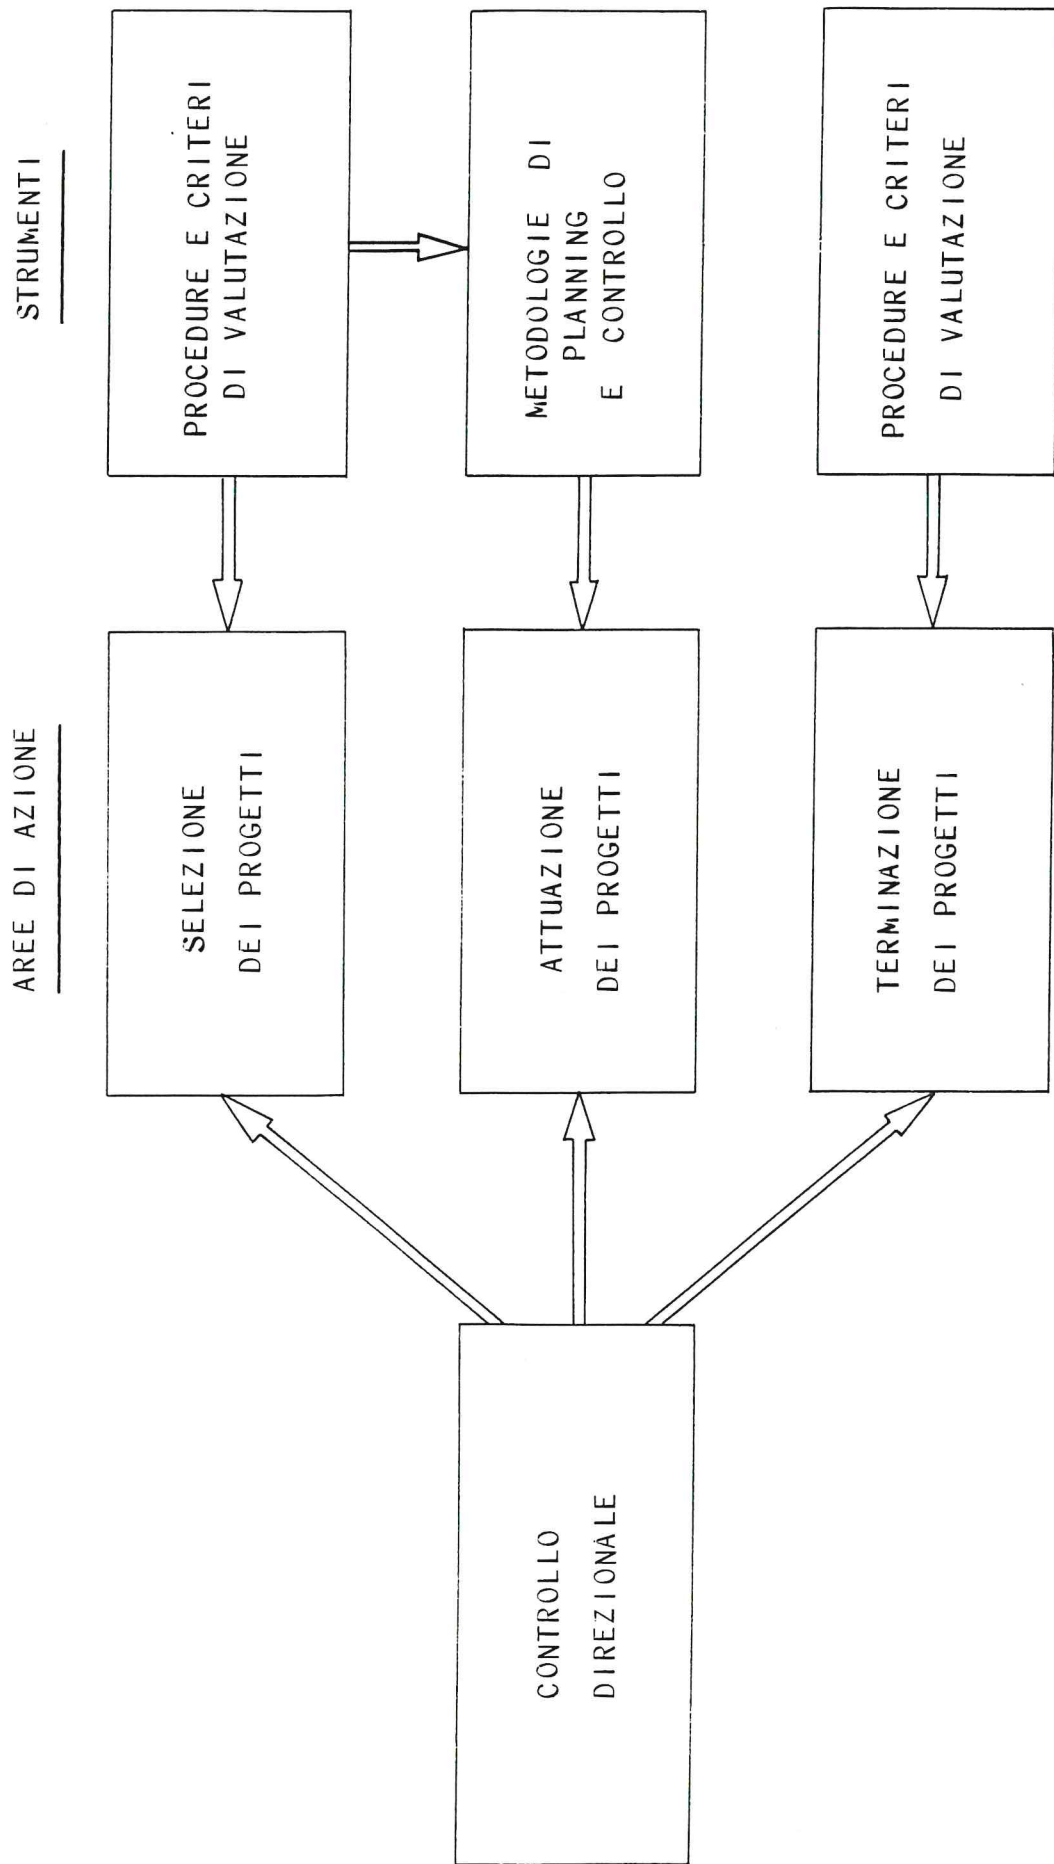 AREE DI AZIONE
STRUMENTI
SELEZIONE
DEI PROGETTI
PROCEDURE E CRITERI
DI VALUTAZIONE
CONTROLLO
DIREZIONALE
ATTUAZIONE
DEI PROGETTI
METODOLOGIE DI
PLANNING
E CONTROLLO
TERMINAZIONE
DEI PROGETTI
PROCEDURE E CRITERI
DI VALUTAZIONE